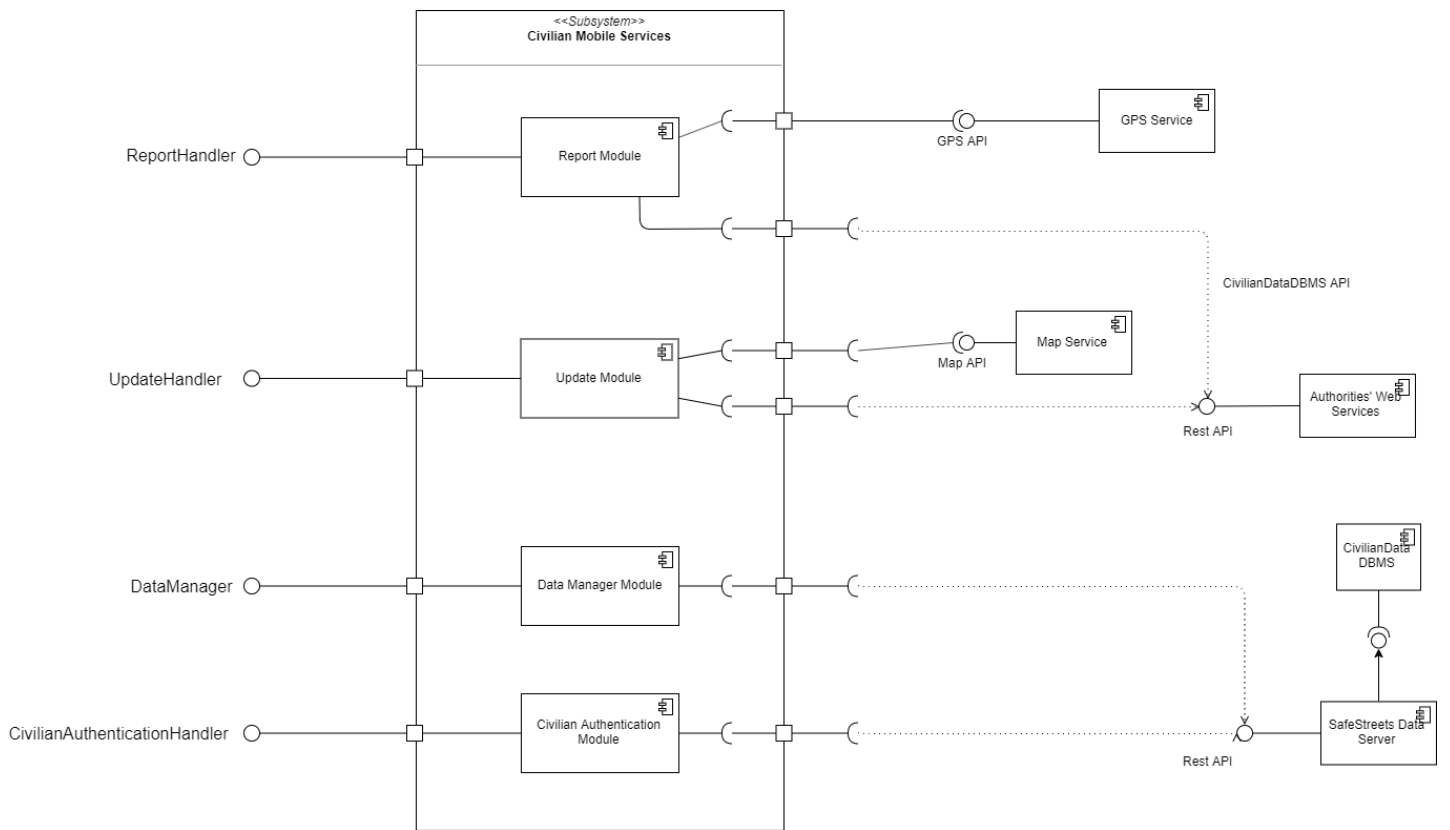 <<Subsystem>>
Civilian Mobile Services
GPS Service
GPS API
ReportHandler
Report Module
CivilianDataDBMS API
Map Service
Map API
UpdateHandler
Update Module
Authorities' Web
Services
Rest API
CivilianData
DBMS
DataManager
Data Manager Module
CivilianAuthenticationHandler
Civilian Authentication
Module
SafeStreets Data
Server
Rest API